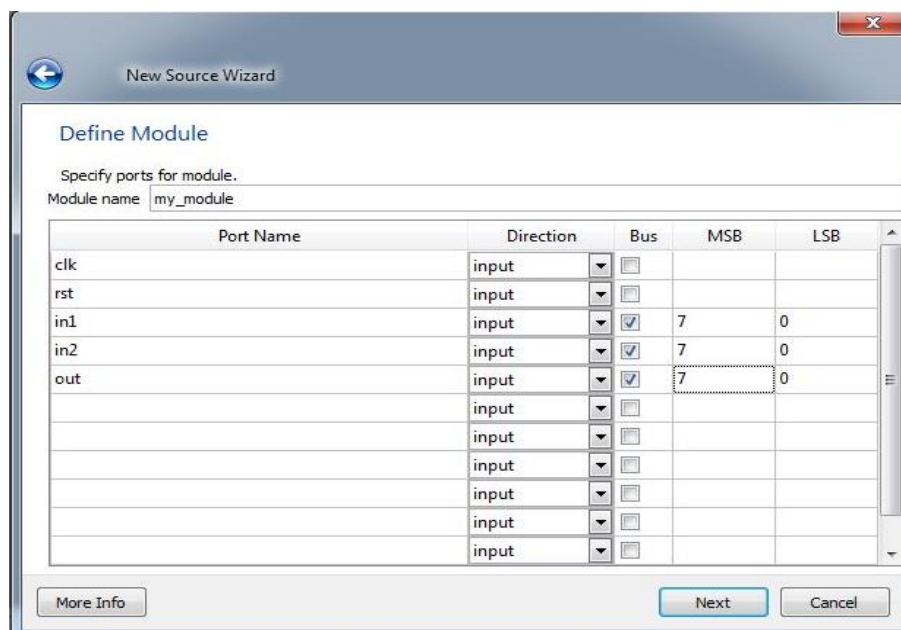 New Source Wizard
Define Module
Specify ports for module.
Module name my_module
Port Name Direction Bus MSB LSB
clk input
rst input
in1 input 7 0
in2 input 7 0
out input 7 0
input
input
input
input
input
input
More Info Next Cancel